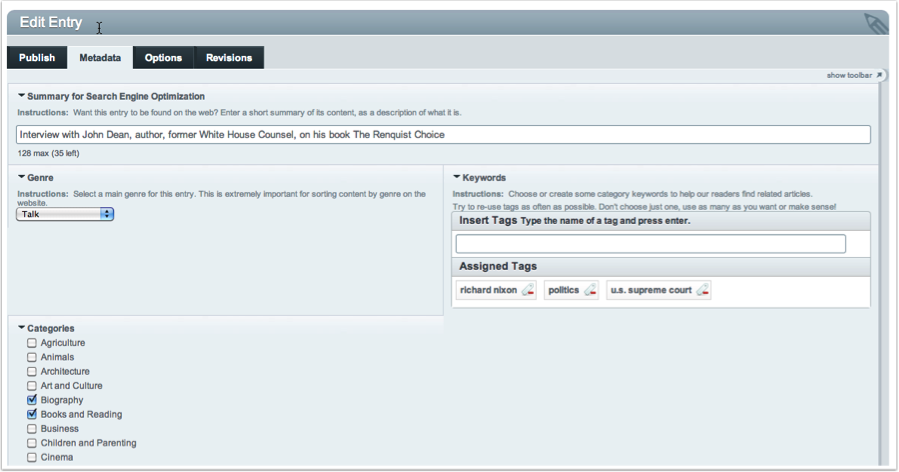 Edit Entry
Publish Metadata Options Revisions
show toolbar
Summary for Search Engine Optimization
Instructions: Want this entry to be found on the web? Enter a short summary of its content, as a description of what it is.
Interview with John Dean, author, former White House Counsel, on his book The Renquist Choice
128 max (35 left)
Genre
Instructions: Select a main genre for this entry. This is extremely important for sorting content by genre on the
website.
Talk
Keywords
Instructions: Choose or create some category keywords to help our readers find related articles.
Try to re-use tags as often as possible. Don't choose just one, use as many as you want or make sense!
Insert Tags Type the name of a tag and press enter.
Assigned Tags
richard nixon politics u.s. supreme court
Categories
Agriculture
Animals
Architecture
Art and Culture
Biography
Books and Reading
Business
Children and Parenting
Cinema